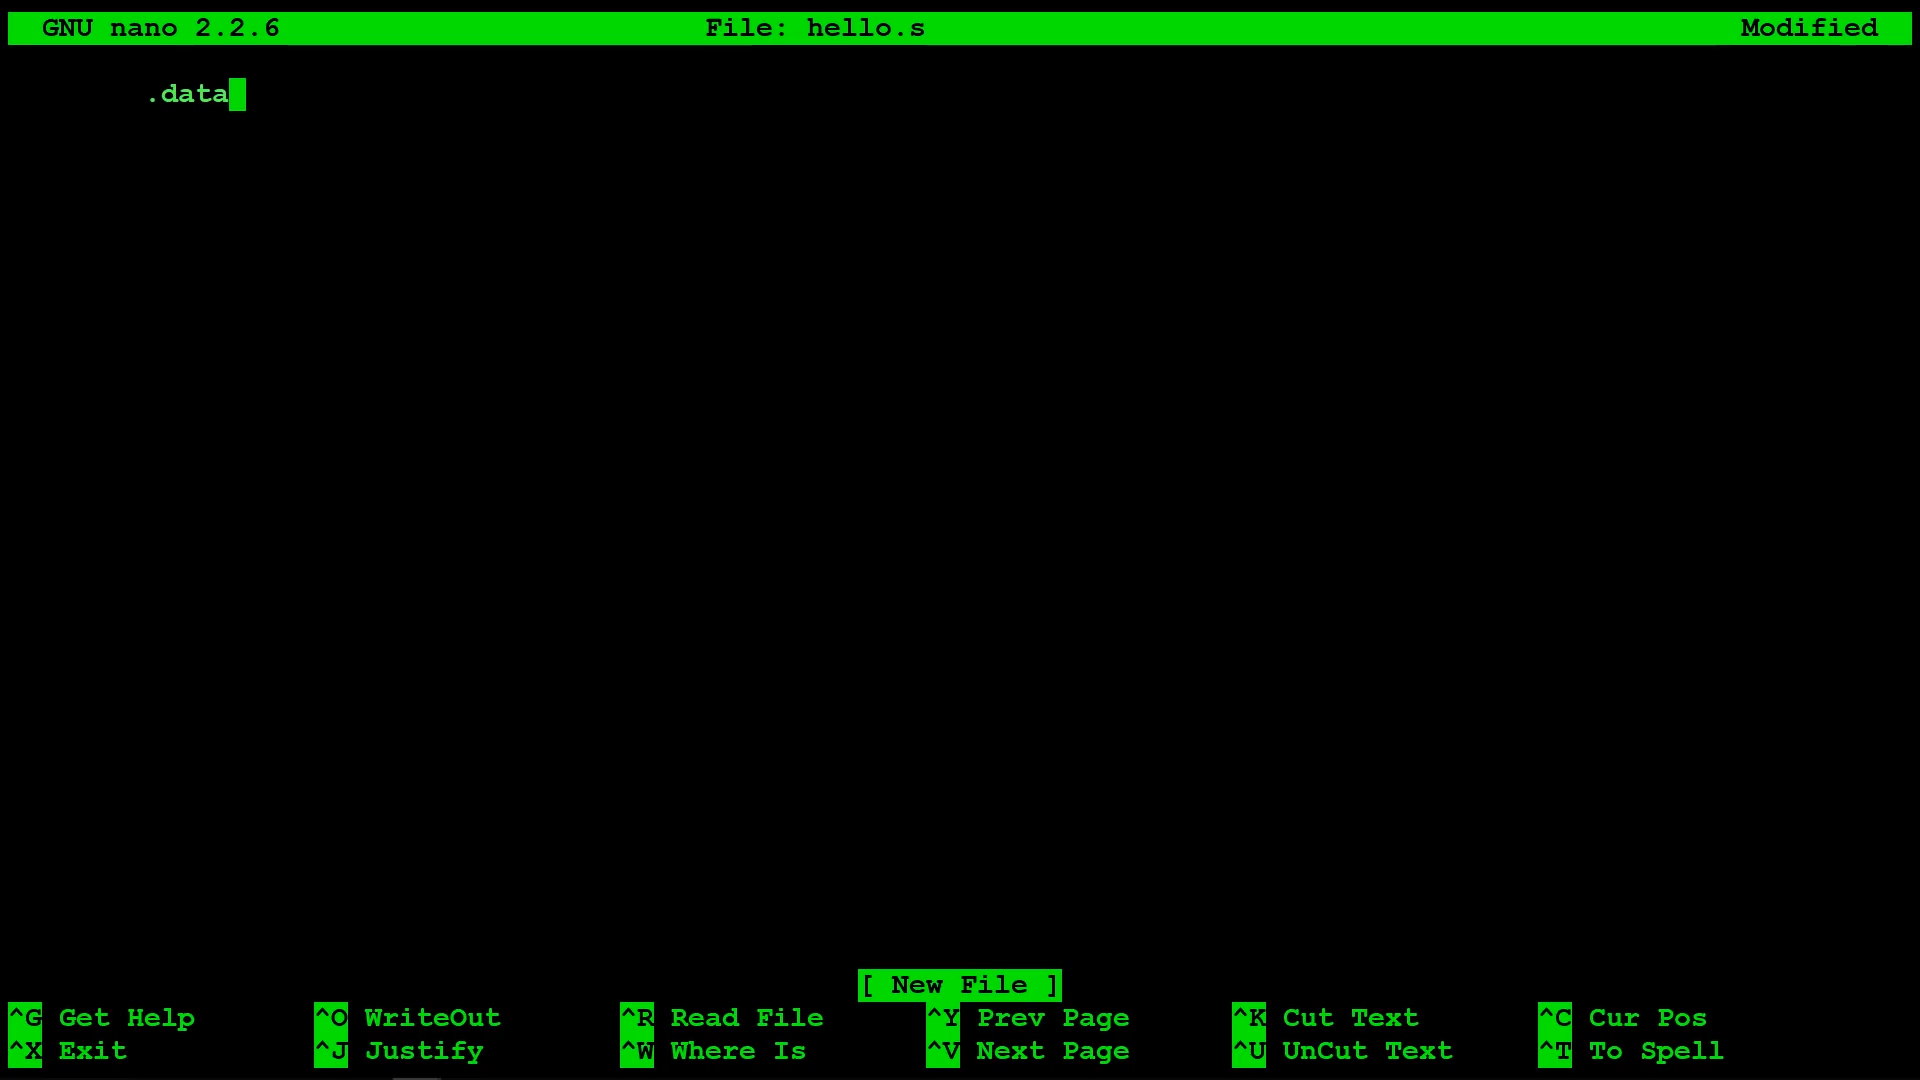 GNU nano 2.2.6 File: hello.s Modified
.data
[ New File ]
^G Get Help ^O WriteOut ^R Read File ^Y Prev Page ^K Cut Text ^C Cur Pos
^X Exit ^J Justify ^W Where Is ^V Next Page ^U UnCut Text ^T To Spell